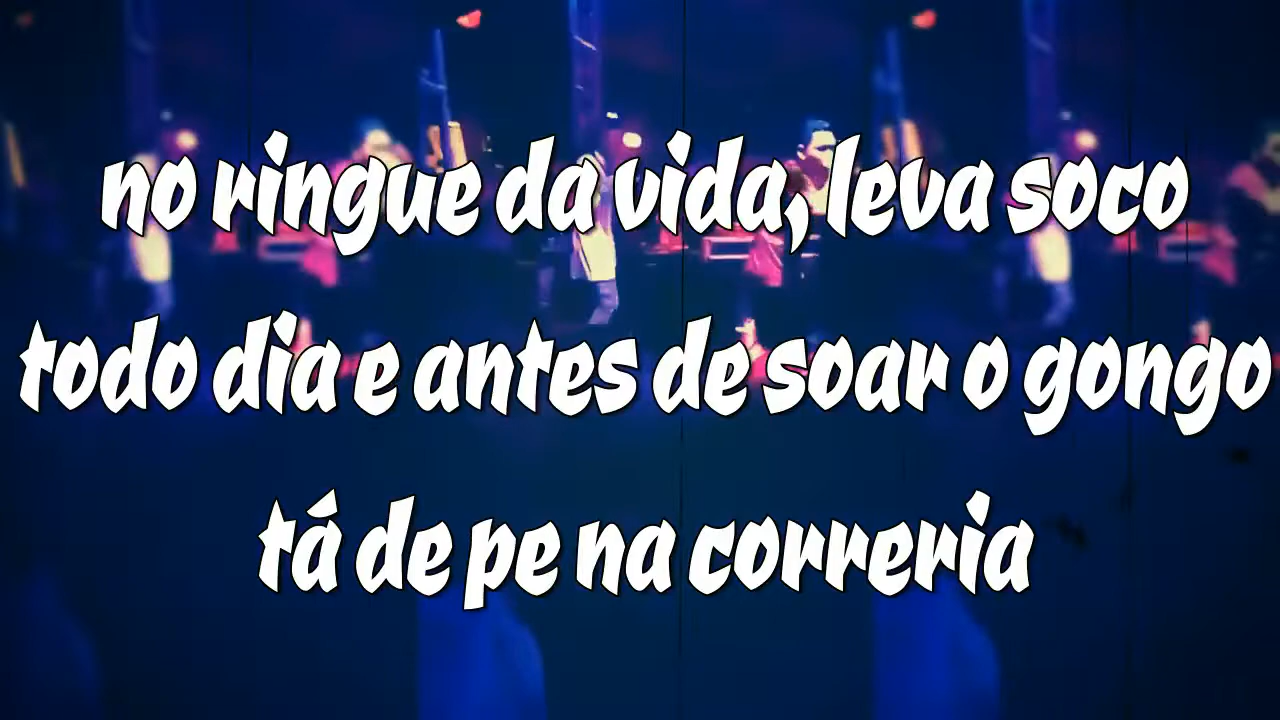 no ringue da vida, leva soco
todo dia e antes de soar o gongo
tá de pe na correria